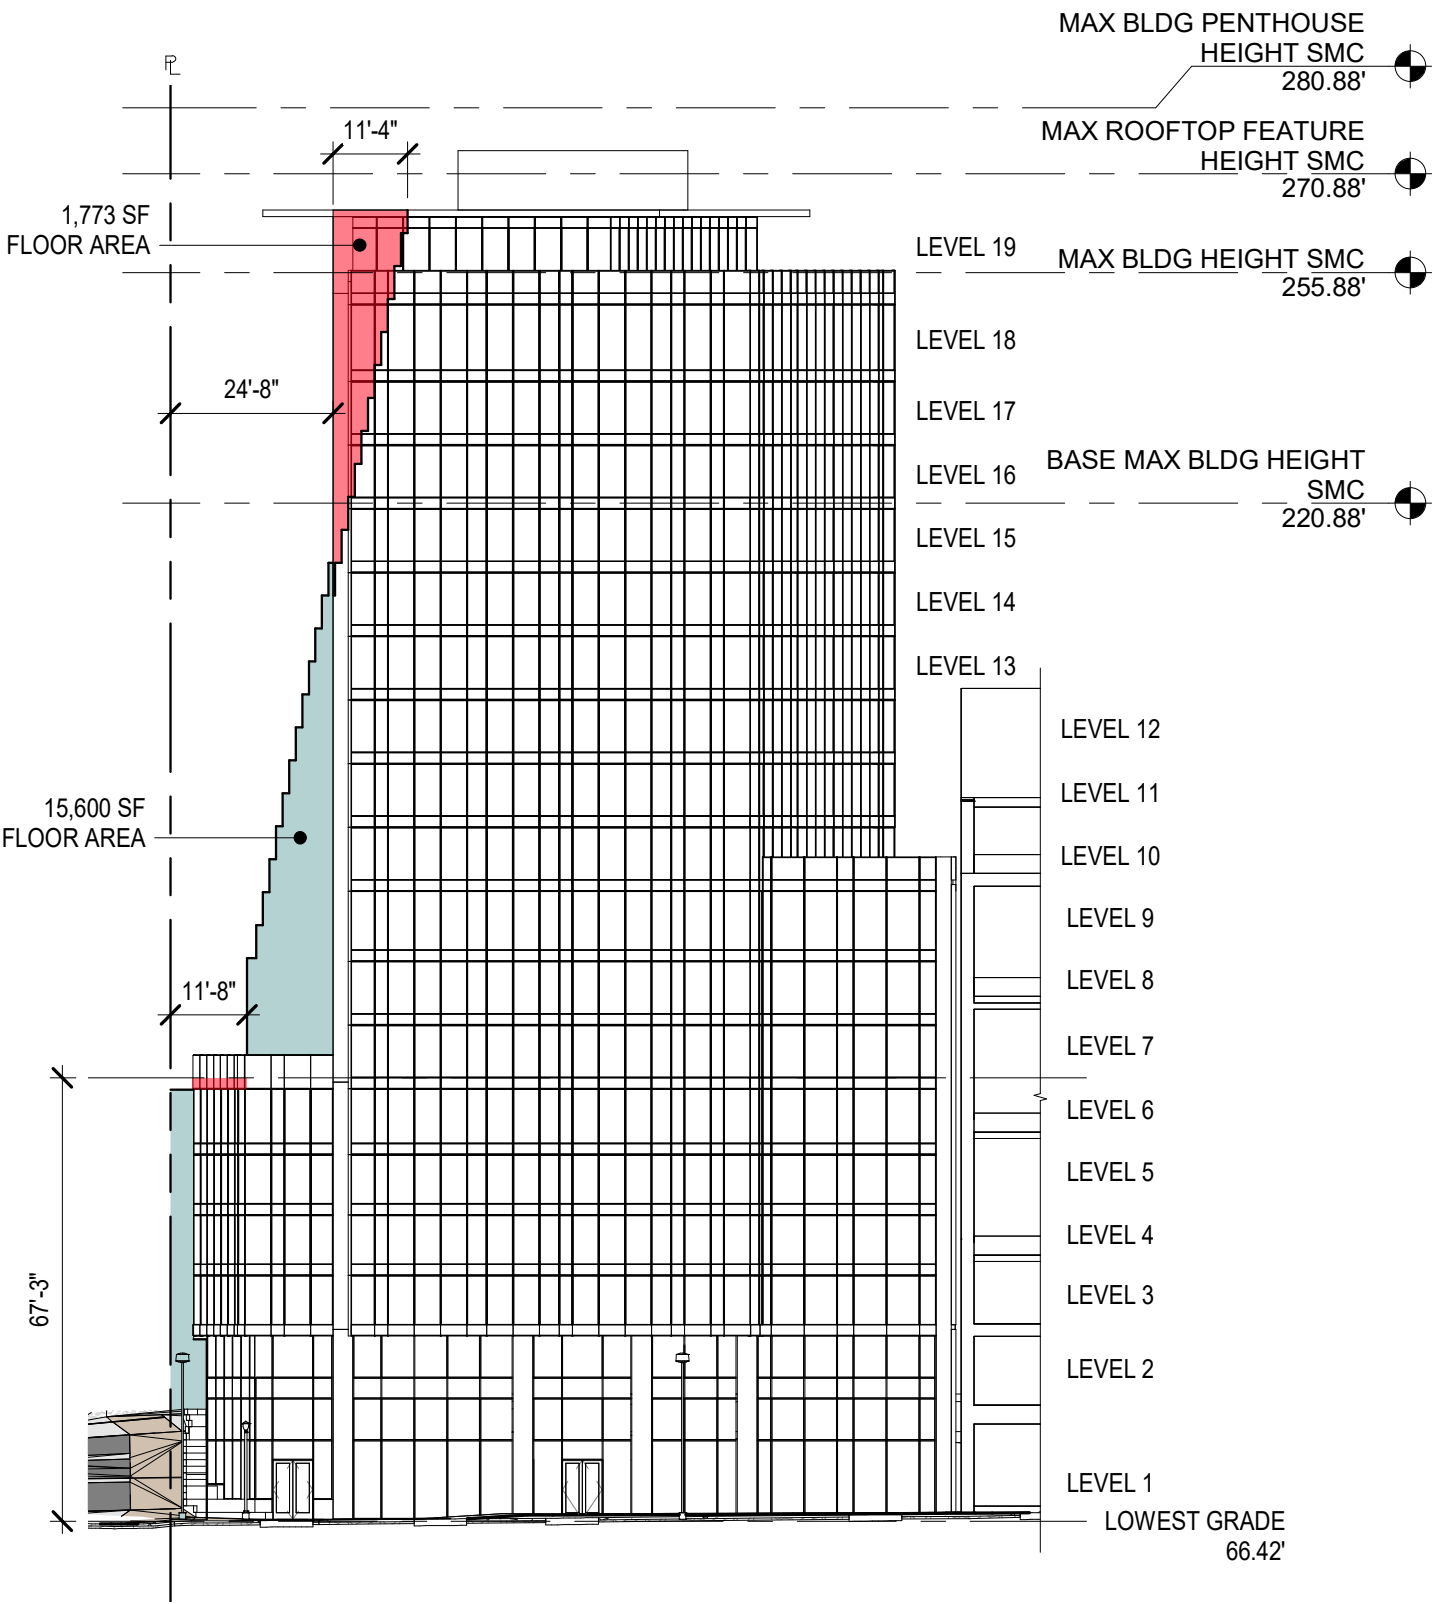 MAX BLDG PENTHOUSE
HEIGHT SMC
280.88'
PL
11'-4"
MAX ROOFTOP FEATURE
HEIGHT SMC
270.88'
1,773 SF
FLOOR AREA
LEVEL 19
MAX BLDG HEIGHT SMC
255.88'
LEVEL 18
24'-8"
LEVEL 17
LEVEL 16
BASE MAX BLDG HEIGHT
SMC
220.88'
LEVEL 15
LEVEL 14
LEVEL 13
LEVEL 12
LEVEL 11
15,600 SF
FLOOR AREA
LEVEL 10
LEVEL 9
LEVEL 8
11'-8"
LEVEL 7
LEVEL 6
LEVEL 5
LEVEL 4
67'-3"
LEVEL 3
LEVEL 2
LEVEL 1
LOWEST GRADE
66.42'